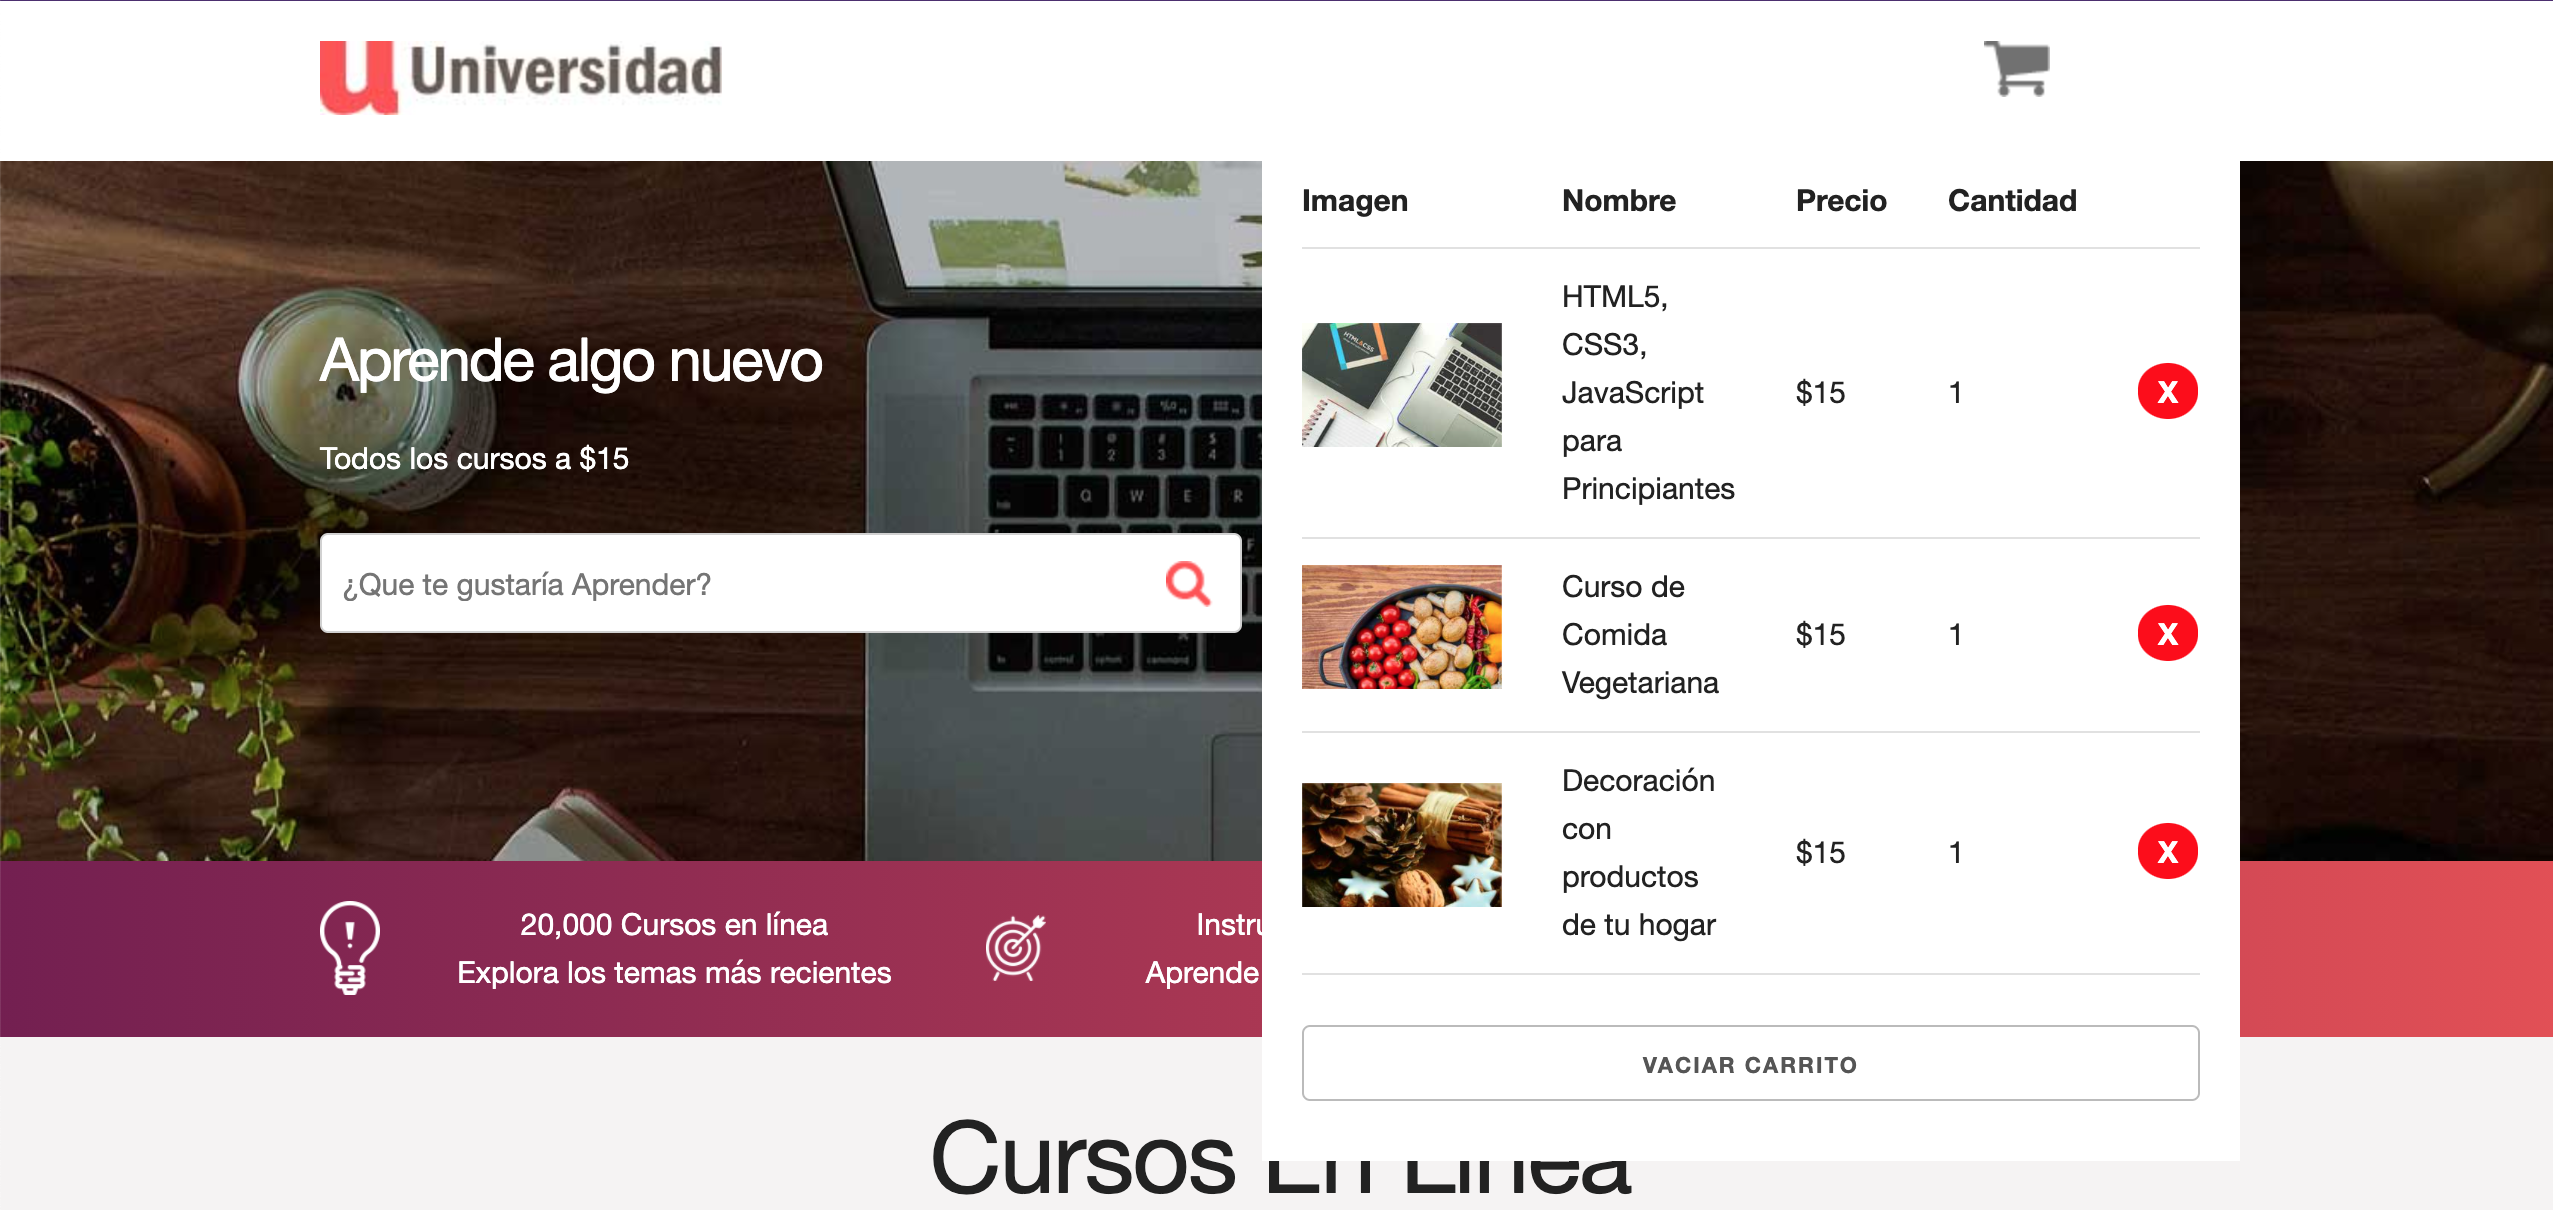 Universidad
Imagen Nombre Precio Cantidad
HTML5,
CSS3,
JavaScript
para
Principiantes
$15 1 X
Curso de
Comida
Vegetariana
$15 1 X
Decoración
con
productos
de tu hogar
$15 1 X
VACIAR CARRITO
Aprende algo nuevo
Todos los cursos a $15
¿Que te gustaría Aprender?
20,000 Cursos en línea
Explora los temas más recientes
Aprende
Cursos En Línea